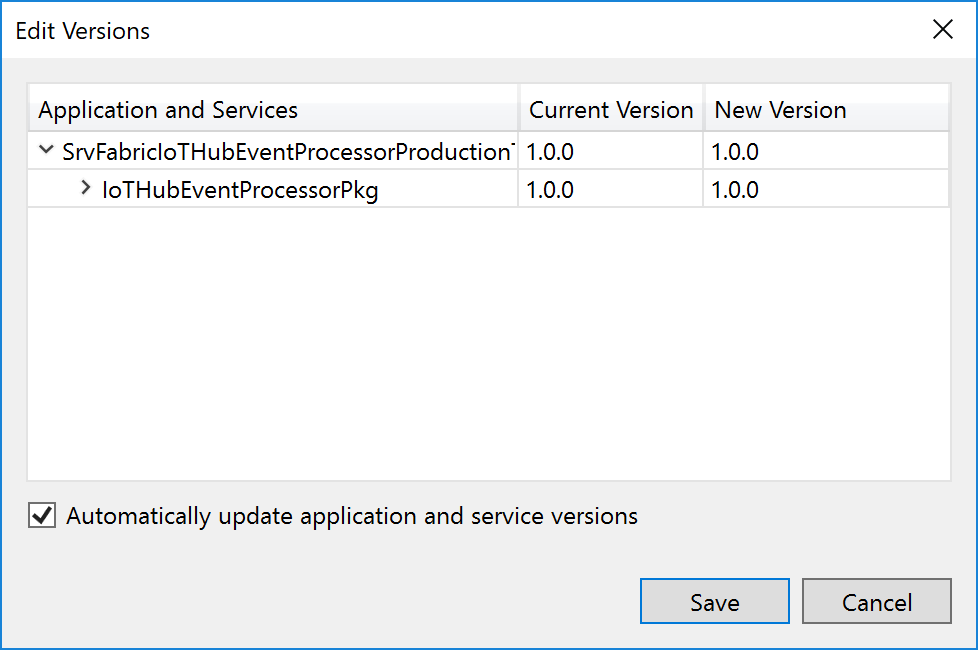 Edit Versions
Application and Services Current Version New Version
SrvFabricIoTHubEventProcessorProduction 1.0.0 1.0.0
IoTHubEventProcessorPkg 1.0.0 1.0.0
Automatically update application and service versions
Save Cancel